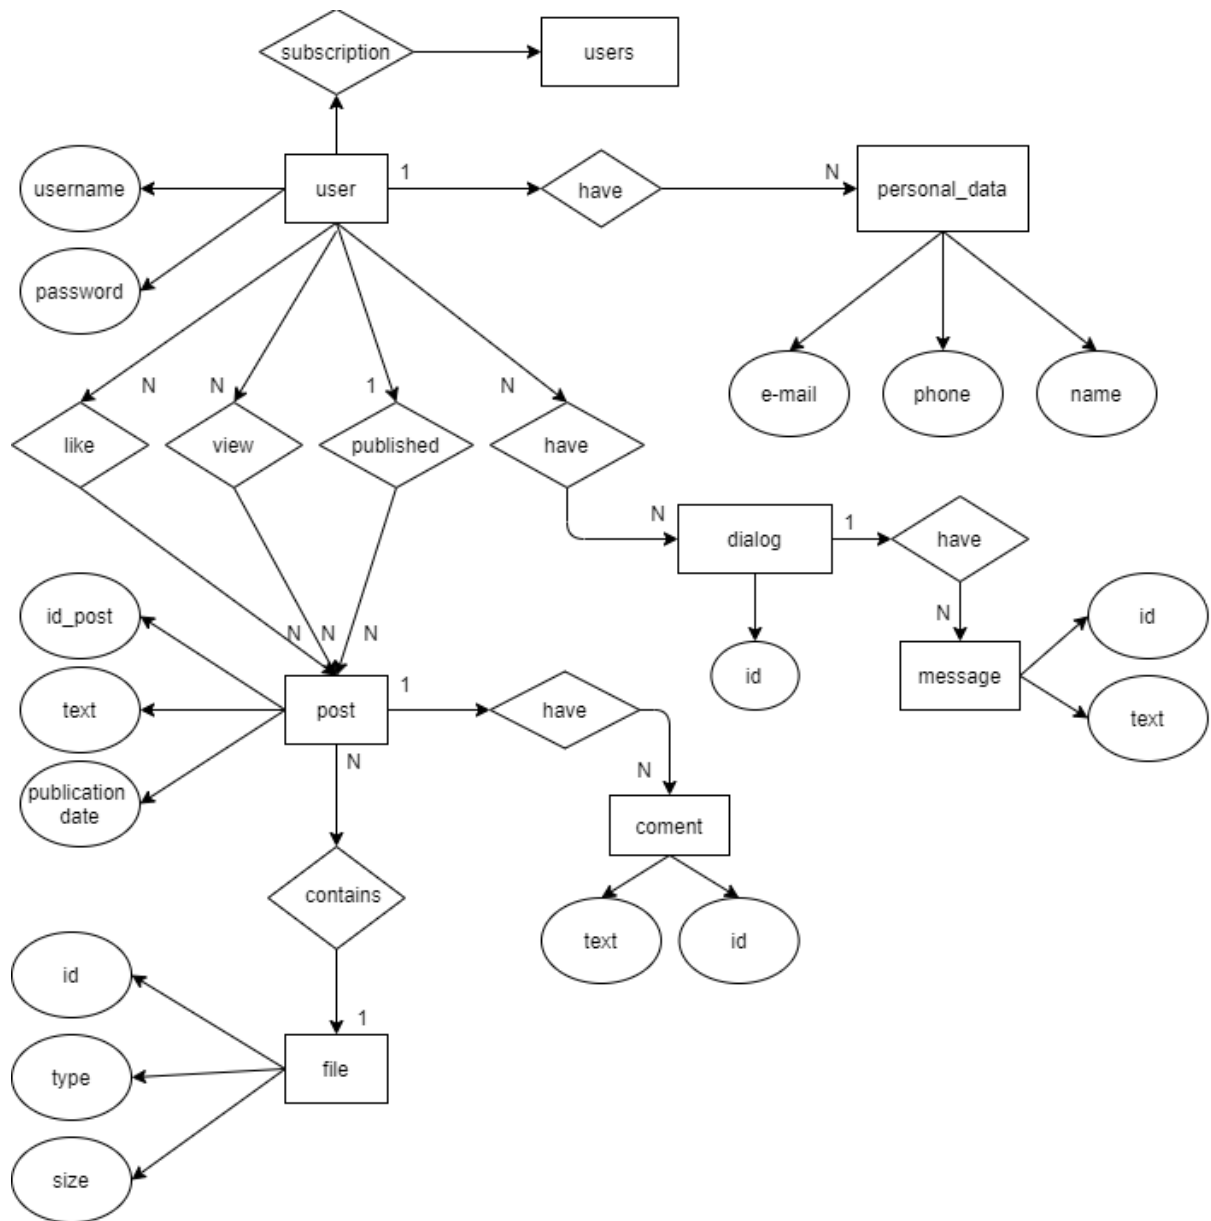 subscription
users
username
user
1
have
N
personal_data
password
N
N
1
N
e-mail
phone
name
like
view
published
have
N
dialog
1
have
id_post
N
N
N
N
id
text
post
1
have
id
message
text
publication
date
N
N
coment
contains
text
id
id
1
type
file
size